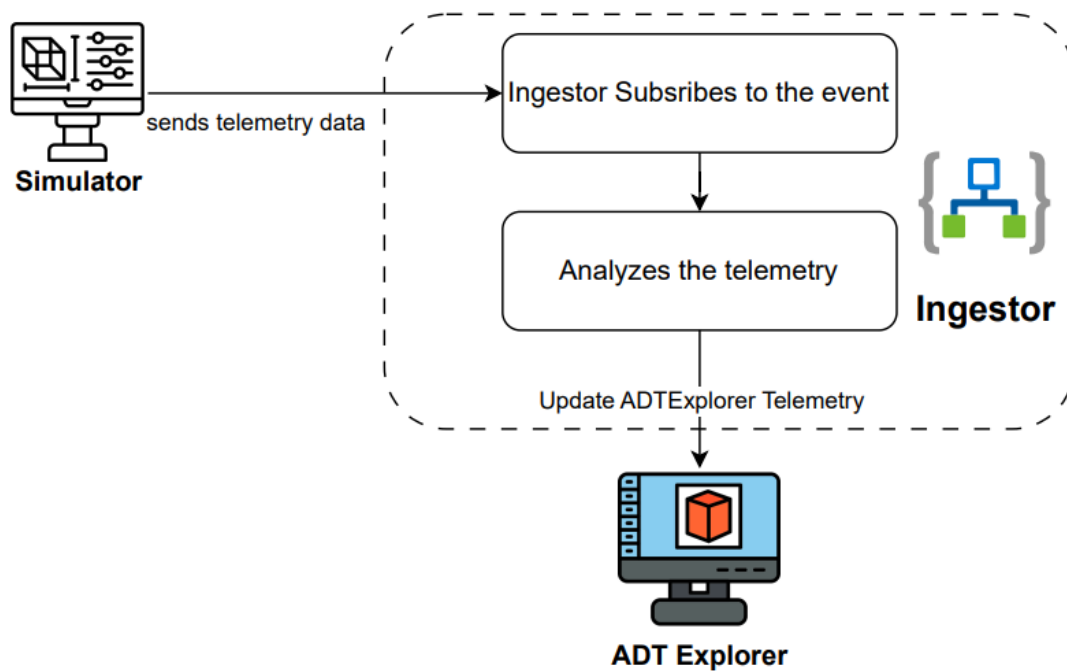 Ingestor Subsribes to the event
sends telemetry data
Simulator
Analyzes the telemetry
Ingestor
Update ADTExplorer Telemetry
ADT Explorer